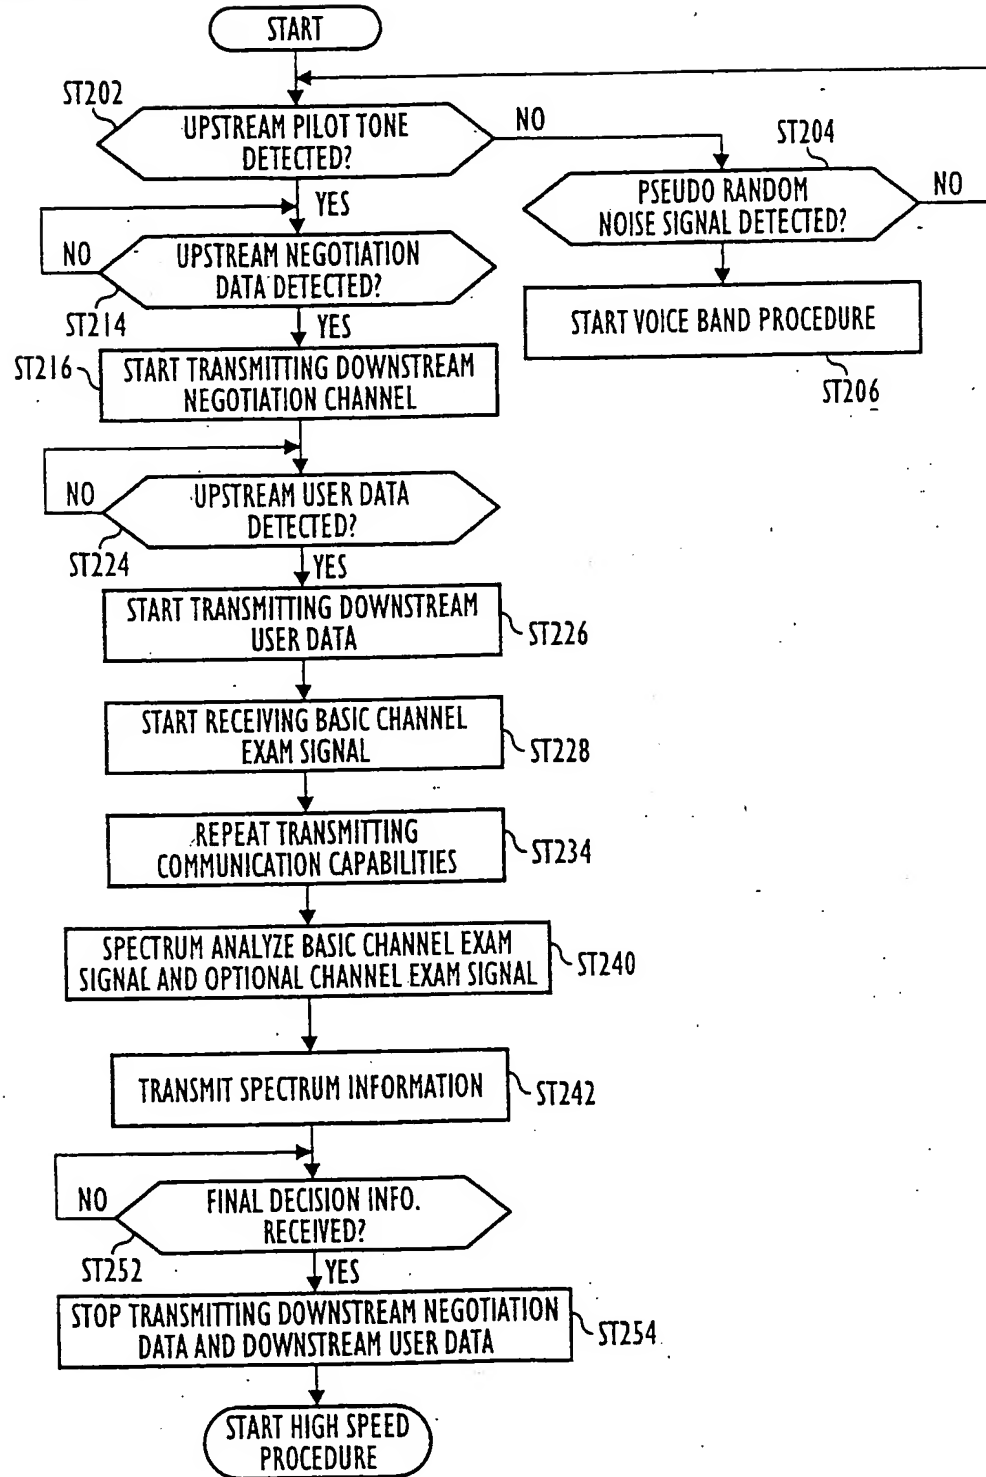 START
ST202
UPSTREAM PILOT TONE
DETECTED?
NO
ST204
YES
PSEUDO RANDOM
NOISE SIGNAL DETECTED?
NO
NO
UPSTREAM NEGOTIATION
DATA DETECTED?
ST214
YES
START VOICE BAND PROCEDURE
ST206
ST216
START TRANSMITTING DOWNSTREAM
NEGOTIATION CHANNEL
NO
UPSTREAM USER DATA
DETECTED?
ST224
YES
START TRANSMITTING DOWNSTREAM
USER DATA
ST226
START RECEIVING BASIC CHANNEL
EXAM SIGNAL
ST228
REPEAT TRANSMITTING
COMMUNICATION CAPABILITIES
ST234
SPECTRUM ANALYZE BASIC CHANNEL EXAM
SIGNAL AND OPTIONAL CHANNEL EXAM SIGNAL
ST240
TRANSMIT SPECTRUM INFORMATION
ST242
NO
FINAL DECISION INFO.
RECEIVED?
ST252
YES
STOP TRANSMITTING DOWNSTREAM NEGOTIATION
DATA AND DOWNSTREAM USER DATA
ST254
START HIGH SPEED
PROCEDURE